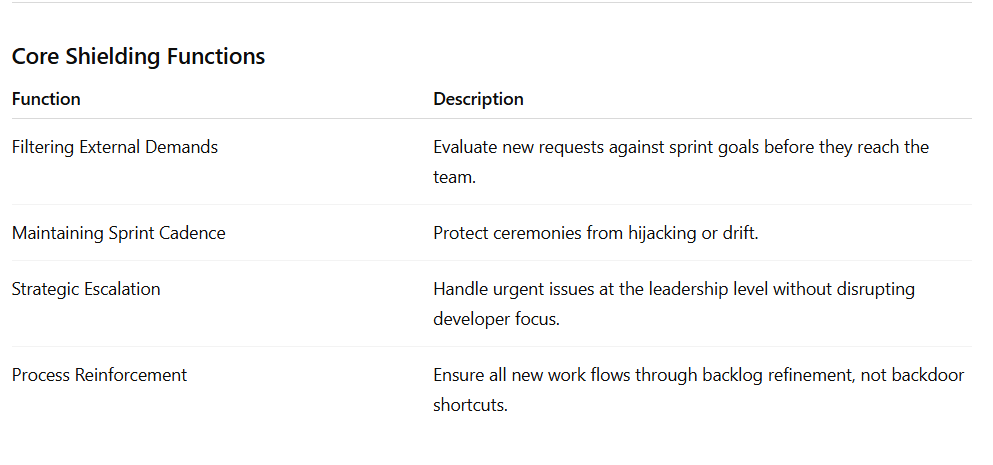 Core Shielding Functions
Function Description
Filtering External Demands Evaluate new requests against sprint goals before they reach the
team.
Maintaining Sprint Cadence Protect ceremonies from hijacking or drift.
Strategic Escalation Handle urgent issues at the leadership level without disrupting
developer focus.
Process Reinforcement Ensure all new work flows through backlog refinement, not backdoor
shortcuts.